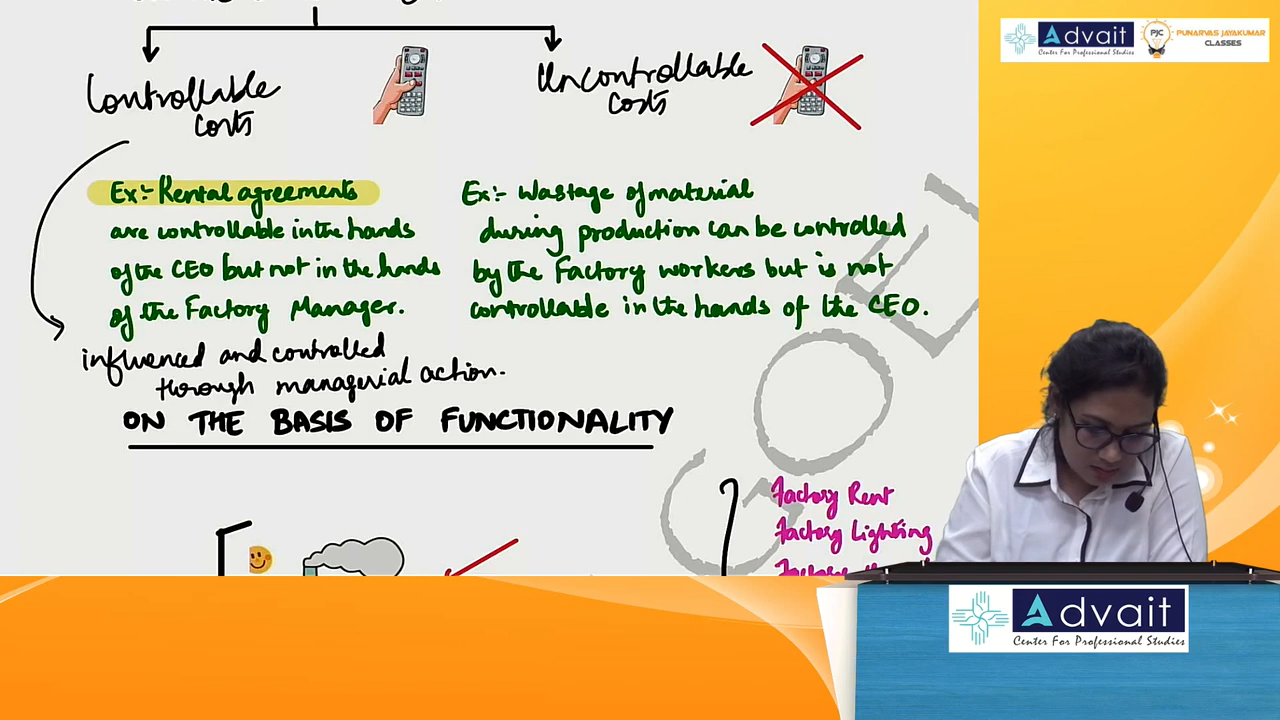 Advait
Center For Professional Studies
PJC
PUNARVAS JAYAKUMAR
CLASSES
Controllable
costs
Uncontrollable
costs
Ex:- Rental agreements
are controllable in the hands
of the CEO but not in the hands
of the Factory Manager.
Ex:- Wastage of material
during production can be controlled
by the Factory workers but is not
controllable in the hands of the CEO.
influenced and controlled
through managerial action.
ON THE BASIS OF FUNCTIONALITY
Factory Rent
Factory Lighting
Factory
Advait
Center For Professional Studies